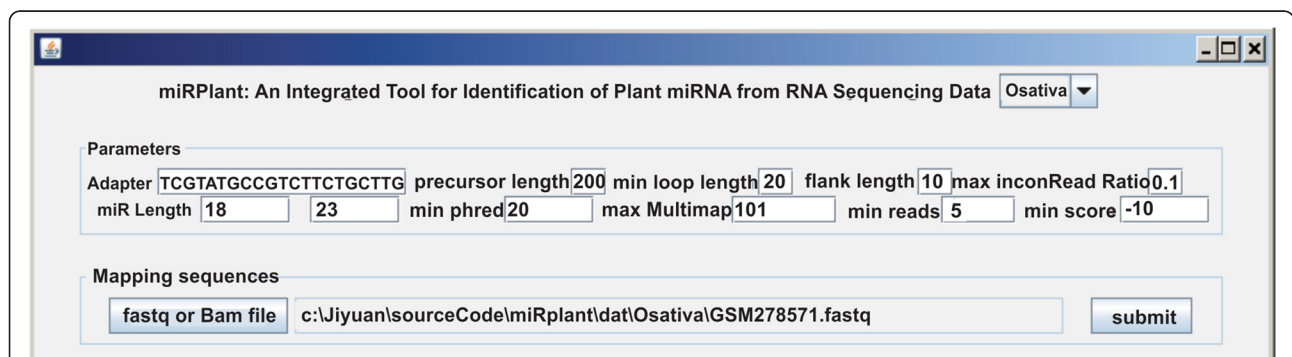 miRPlant: An Integrated Tool for Identification of Plant miRNA from RNA Sequencing Data Osativa
Parameters
Adapter TCGTATGCCGTCTTCTGCTTG precursor length 200 min loop length 20 flank length 10 max inconRead Ratio 0.1
miR Length 18 23 min phred 20 max Multimap 101 min reads 5 min score -10
Mapping sequences
fastq or Bam file c:\Jiyuan\sourceCode\miRplant\dat\Osativa\GSM278571.fastq submit